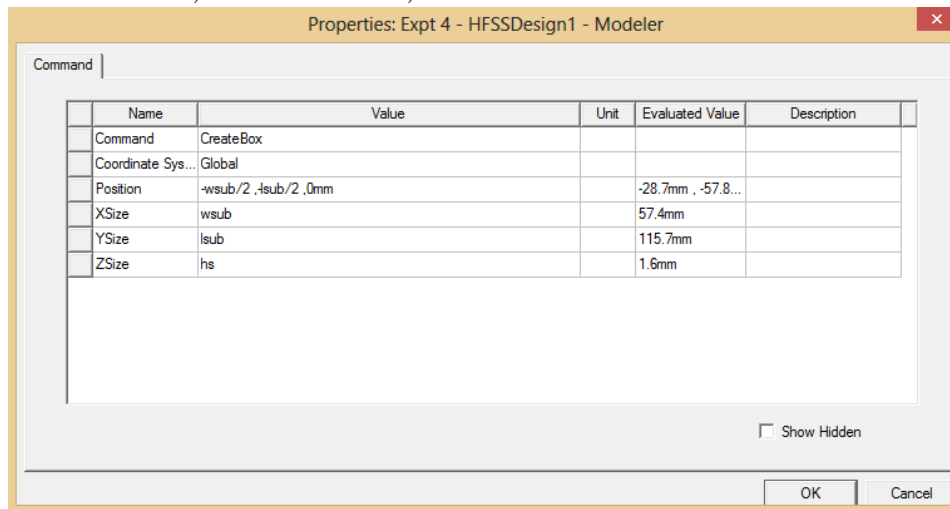 Properties: Expt 4 - HFSSDesign1 - Modeler
Command
Name Value Unit Evaluated Value Description
Command CreateBox
Coordinate Sys... Global
Position -wsub/2 ,-lsub/2 ,0mm -28.7mm , -57.8...
XSize wsub 57.4mm
YSize lsub 115.7mm
ZSize hs 1.6mm
Show Hidden
OK Cancel